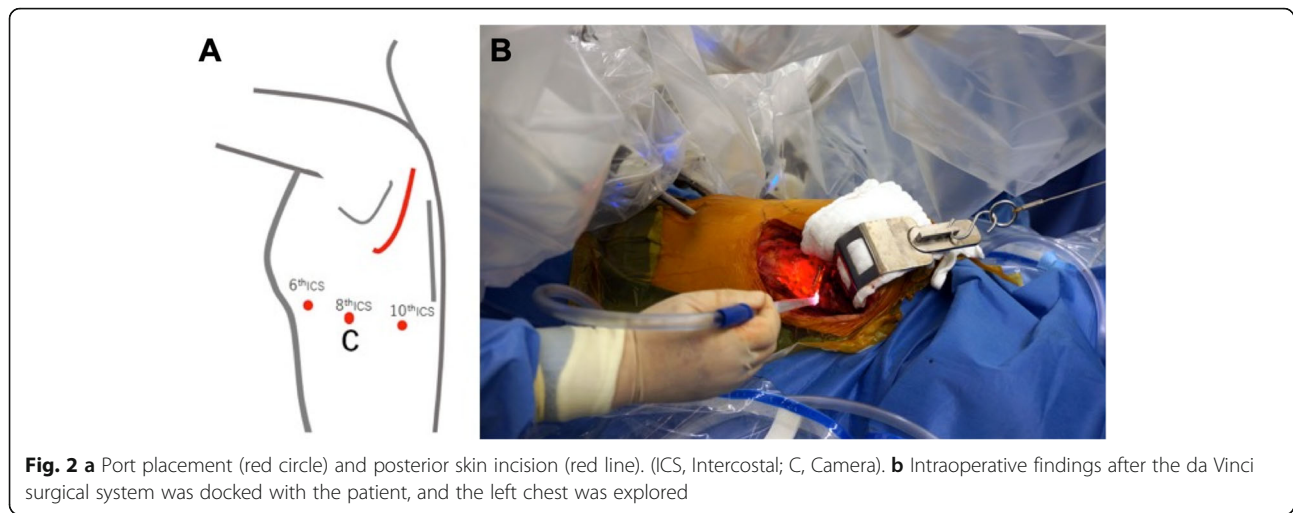 A
B
6thICS
8thICS
10thICS
C
Fig. 2 a Port placement (red circle) and posterior skin incision (red line). (ICS, Intercostal; C, Camera). b Intraoperative findings after the da Vinci
surgical system was docked with the patient, and the left chest was explored